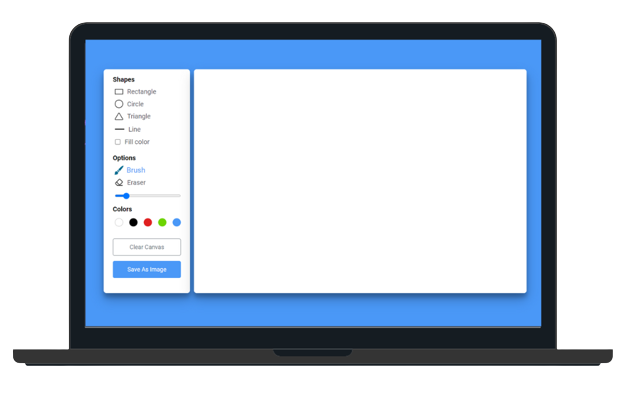 Shapes
Rectangle
Circle
Triangle
Line
Fill color
Options
Brush
Eraser
Colors
Clear Canvas
Save As Image